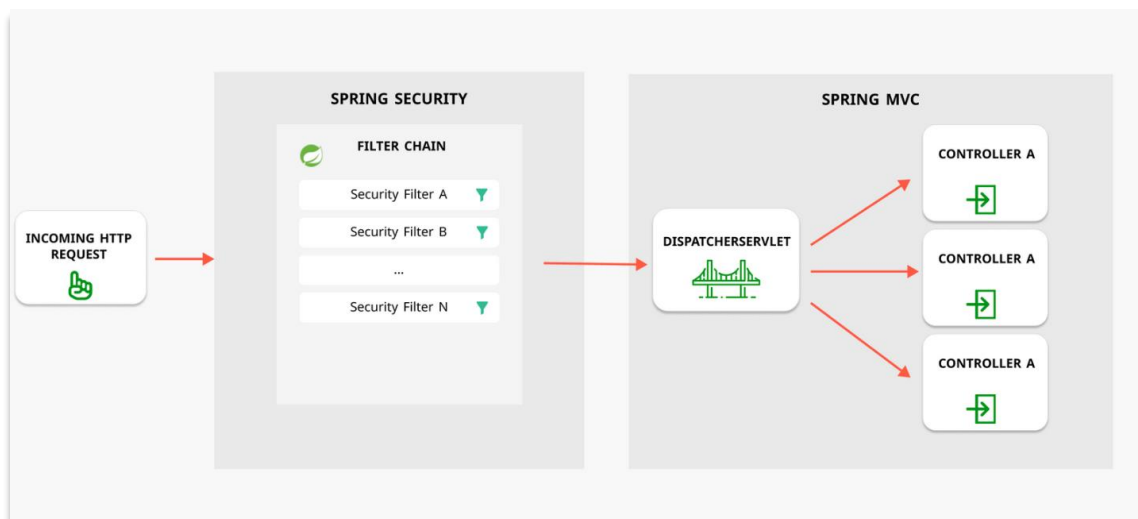 SPRING SECURITY
FILTER CHAIN
Security Filter A
Security Filter B
...
Security Filter N
INCOMING HTTP
REQUEST
SPRING MVC
DISPATCHERSERVLET
CONTROLLER A
CONTROLLER A
CONTROLLER A